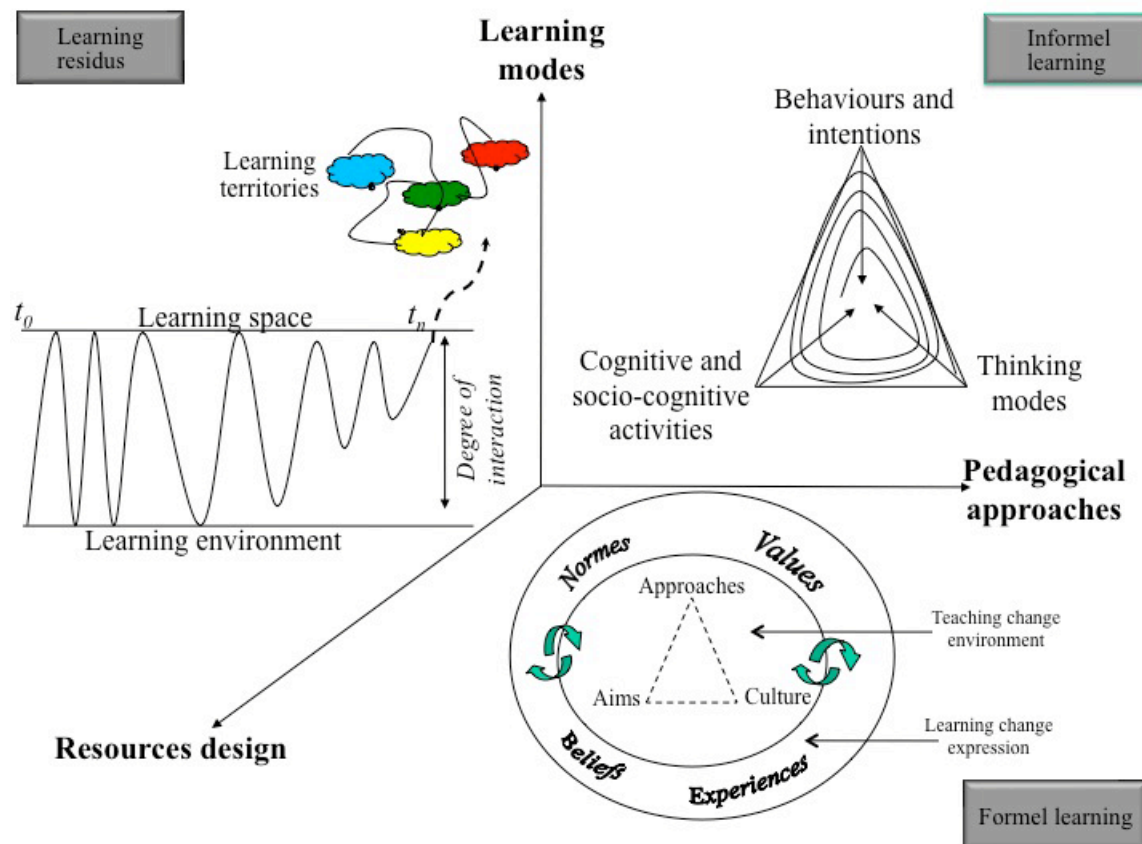 Learning
residus
Learning
modes
Informel
learning
Behaviours and
intentions
Learning
territories
t0
Learning space
tn
Cognitive and
socio-cognitive
activities
Thinking
modes
Degree of
interaction
Learning environment
Pedagogical
approaches
Normes
Values
Approaches
Teaching change
environment
Aims
Culture
Learning change
expression
Resources design
Beliefs
Experiences
Formel learning